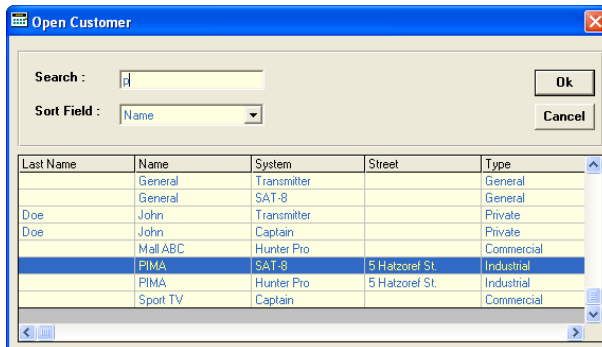 Open Customer
Search :
p
Ok
Sort Field :
Name
Cancel
Last Name Name System Street Type
General Transmitter General
General SAT-8 General
Doe John Transmitter Private
Doe John Captain Private
Mall ABC Hunter Pro Commercial
PIMA SAT-8 5 Hatzoref St. Industrial
PIMA Hunter Pro 5 Hatzoref St. Industrial
Sport TV Captain Commercial